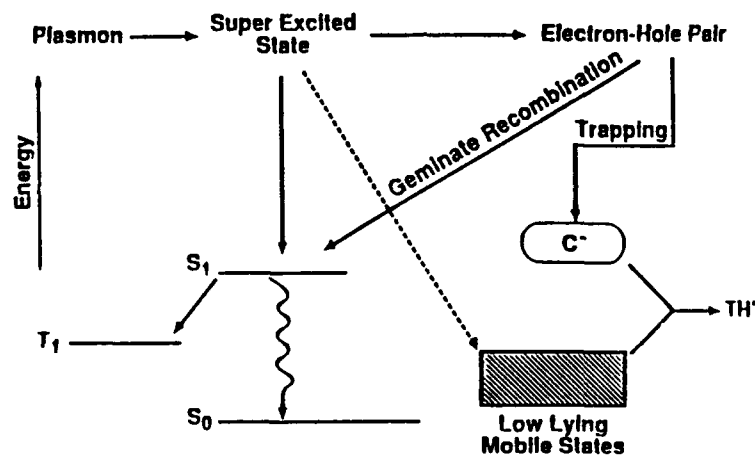 Plasmon
Super Excited
State
Electron-Hole Pair
Geminate Recombination
Trapping
Energy
C⁻
S₁
TH•
T₁
S₀
Low Lying
Mobile States